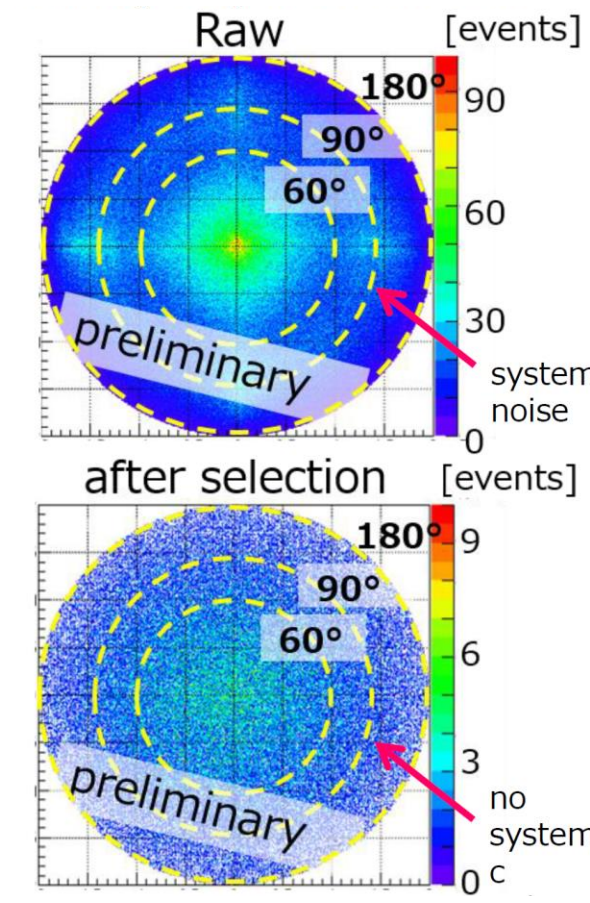 Raw
[events]
180°
90°
60°
90
60
30
0
preliminary
system
noise
after selection
[events]
180°
90°
60°
9
6
3
0
preliminary
no
system
c